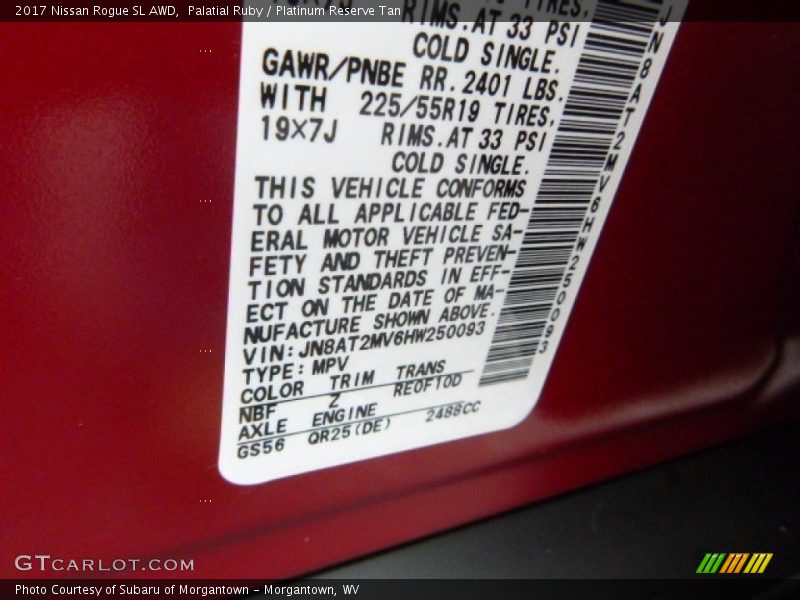 2017 Nissan Rogue SL AWD, Palatial Ruby / Platinum Reserve Tan
TIRES,
RIMS.AT 33 PSI
COLD SINGLE.
GAWR/PNBE RR.2401 LBS.
WITH 225/55R19 TIRES,
19×7J RIMS.AT 33 PSI
COLD SINGLE.
THIS VEHICLE CONFORMS
TO ALL APPLICABLE FED-
ERAL MOTOR VEHICLE SA-
FETY AND THEFT PREVEN-
TION STANDARDS IN EFF-
ECT ON THE DATE OF MA-
NUFACTURE SHOWN ABOVE.
VIN:JN8AT2MV6HW250093
TYPE:MPV
COLOR TRIM TRANS
NBF Z RE0F10D
AXLE ENGINE
GS56 QR25(DE) 2488CC
JN8AT2MV6HW250093
GTCARLOT.COM
Photo Courtesy of Subaru of Morgantown - Morgantown, WV